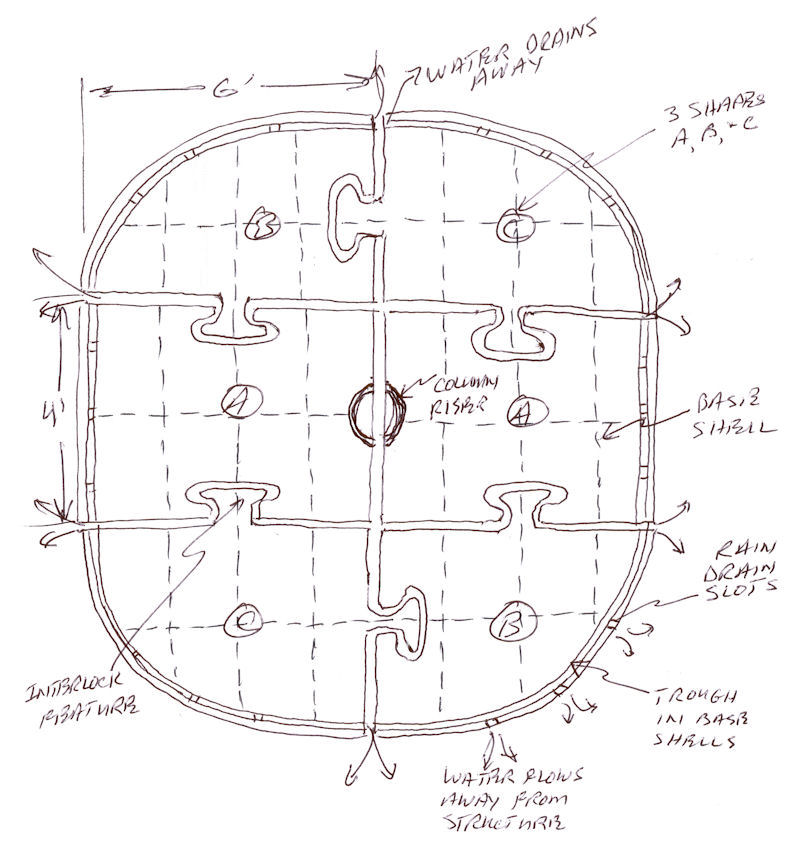 WATER DRAINS
AWAY
6'
3 SHAPES
A, B, + C
B
C
4'
A
COLUMN
RISER
A
BASE
SHELL
RAIN
DRAIN
SLOTS
C
B
INTERLOCK
FEATURE
TROUGH
IN BASE
SHELLS
WATER FLOWS
AWAY FROM
STRUCTURE